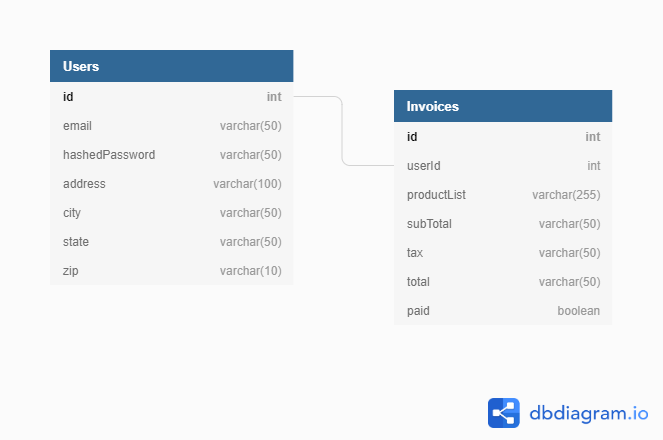 Users
id int
email varchar(50)
hashedPassword varchar(50)
address varchar(100)
city varchar(50)
state varchar(50)
zip varchar(10)
Invoices
id int
userId int
productList varchar(255)
subTotal varchar(50)
tax varchar(50)
total varchar(50)
paid boolean
dbdiagram.io